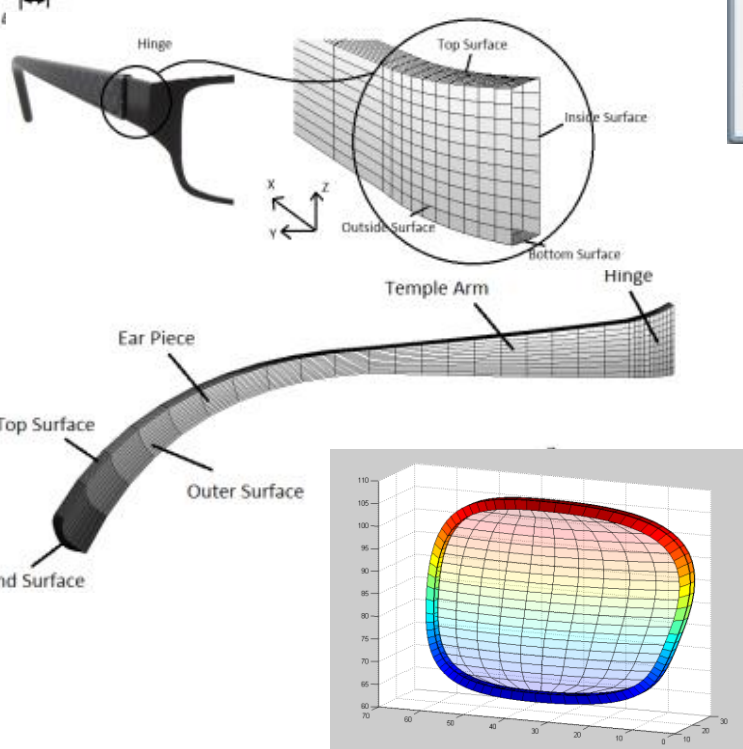 Hinge
Top Surface
Inside Surface
X
Z
Y
Outside Surface
Bottom Surface
Temple Arm
Hinge
Ear Piece
Top Surface
Outer Surface
nd Surface
110
105
100
95
90
85
80
75
70
65
60
70
60
50
40
30
20
10
0
10
20
30